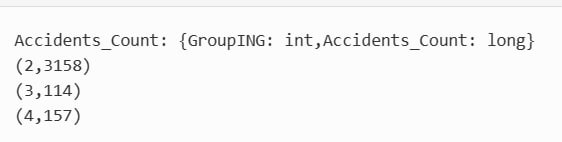 Accidents_Count: {GroupING: int,Accidents_Count: long}
(2,3158)
(3,114)
(4,157)